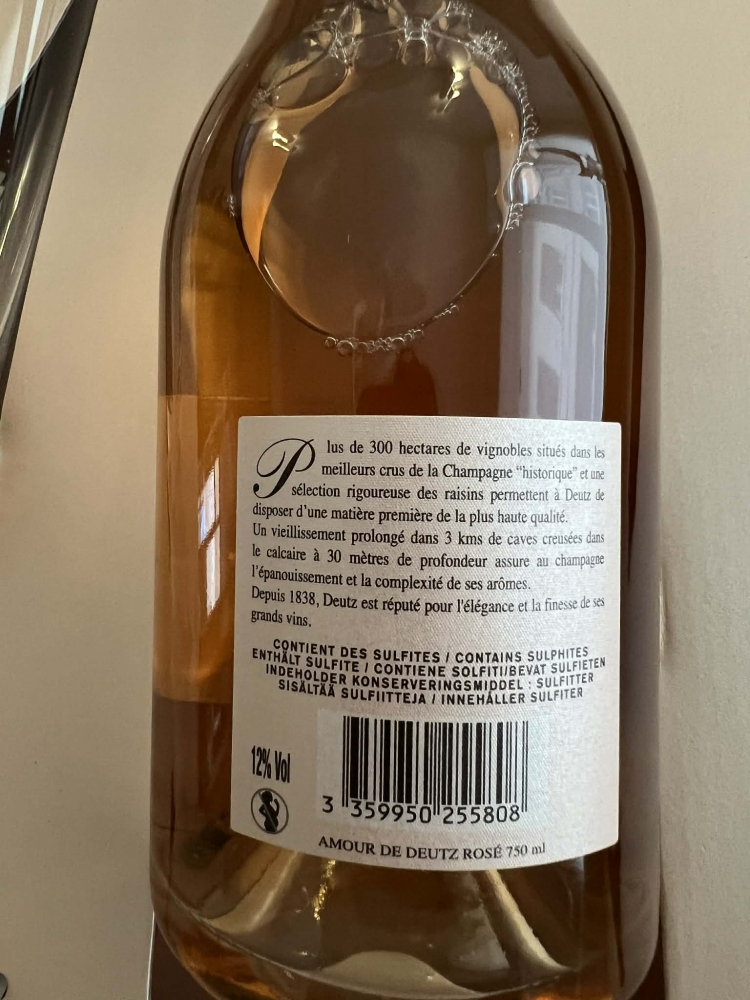 Plus de 300 hectares de vignobles situés dans les
meilleurs crus de la Champagne “historique” et une
sélection rigoureuse des raisins permettent à Deutz de
disposer d’une matière première de la plus haute qualité.
Un vieillissement prolongé dans 3 kms de caves creusées dans
le calcaire à 30 mètres de profondeur assure au champagne
l’épanouissement et la complexité de ses arômes.
Depuis 1838, Deutz est réputé pour l'élégance et la finesse de ses
grands vins.
CONTIENT DES SULFITES / CONTAINS SULPHITES
ENTHÄLT SULFITE / CONTIENE SOLFITI/BEVAT SULFIETEN
INDEHOLDER KONSERVERINGSMIDDEL : SULFITTER
SISÄLTÄÄ SULFIITTEJA / INNEHÅLLER SULFITER
12% Vol
3 359950 255808
AMOUR DE DEUTZ ROSÉ 750 ml